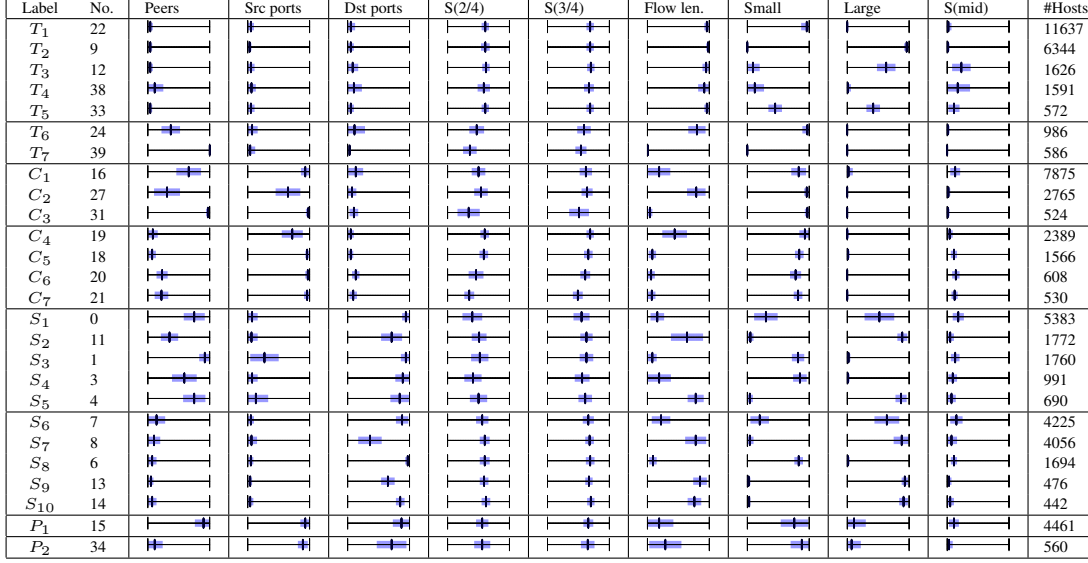 Label No. Peers Src ports Dst ports S(2/4) S(3/4) Flow len. Small Large S(mid) #Hosts
T1 22 11637
T2 9 6344
T3 12 1626
T4 38 1591
T5 33 572
T6 24 986
T7 39 586
C1 16 7875
C2 27 2765
C3 31 524
C4 19 2389
C5 18 1566
C6 20 608
C7 21 530
S1 0 5383
S2 11 1772
S3 1 1760
S4 3 991
S5 4 690
S6 7 4225
S7 8 4056
S8 6 1694
S9 13 476
S10 14 442
P1 15 4461
P2 34 560